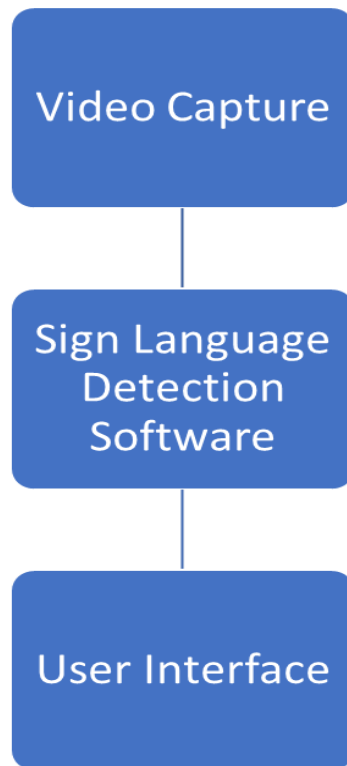 Video Capture
Sign Language
Detection
Software
User Interface